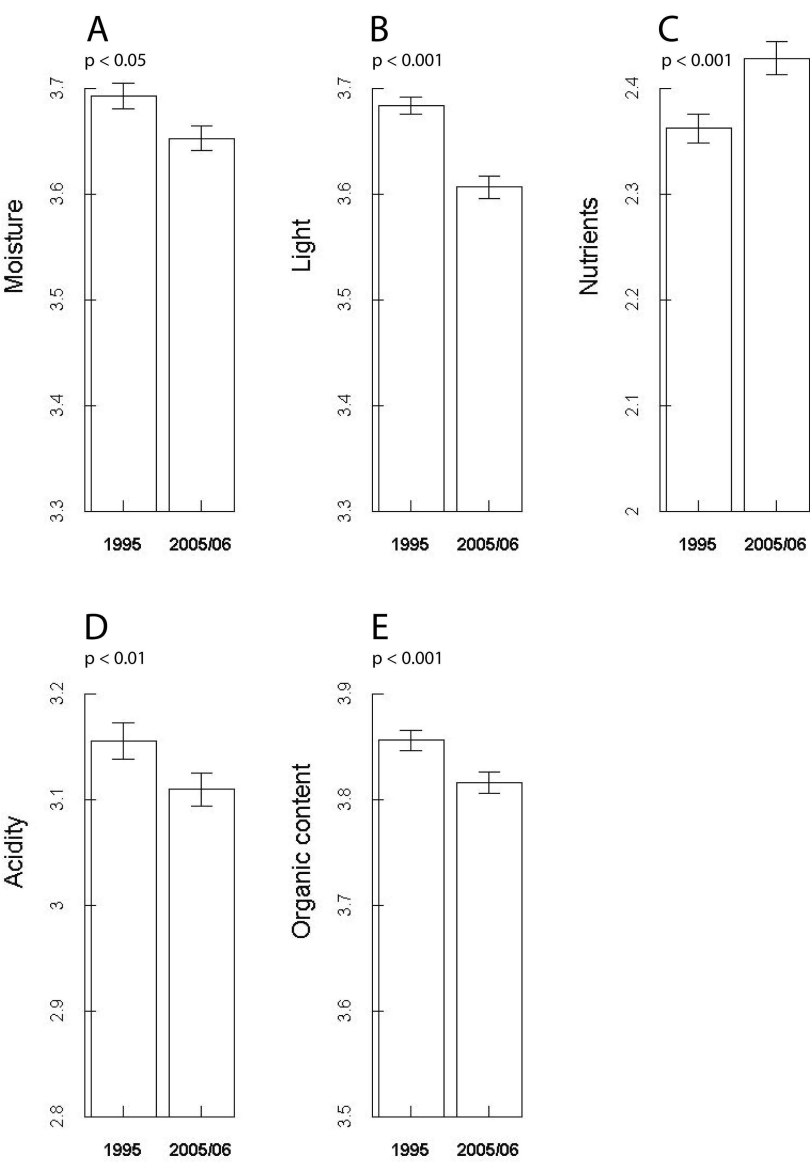 A
p < 0.05
Moisture
3.7
3.6
3.5
3.4
3.3
1995 2005/06
B
p < 0.001
Light
3.7
3.6
3.5
3.4
3.3
1995 2005/06
C
p < 0.001
Nutrients
2.4
2.3
2.2
2.1
2
1995 2005/06
D
p < 0.01
Acidity
3.2
3.1
3
2.9
2.8
1995 2005/06
E
p < 0.001
Organic content
3.9
3.8
3.7
3.6
3.5
1995 2005/06